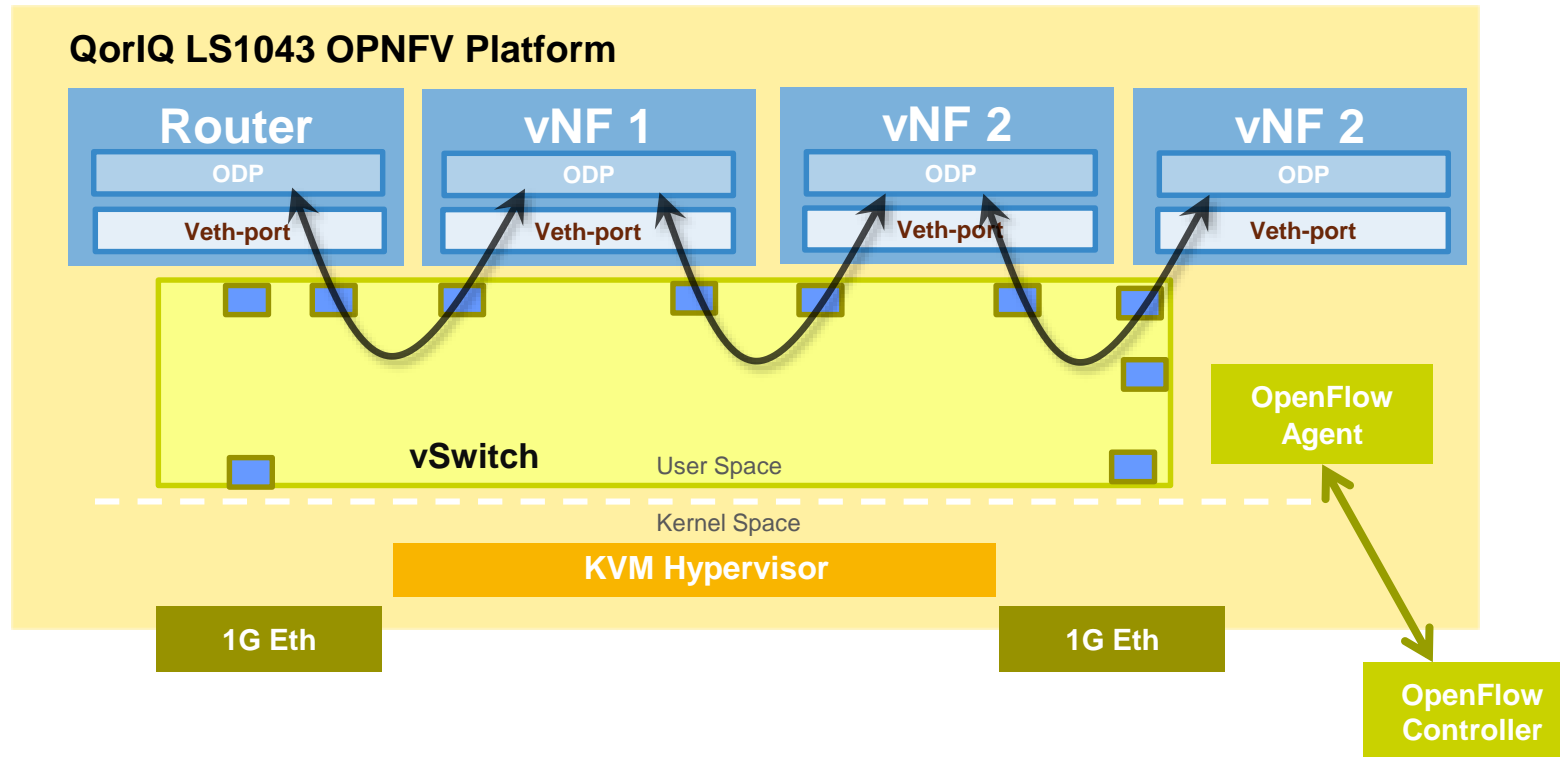 QorIQ LS1043 OPNFV Platform
Router
vNF 1
vNF 2
vNF 2
ODP
ODP
ODP
ODP
Veth-port
Veth-port
Veth-port
Veth-port
OpenFlow
Agent
vSwitch
User Space
Kernel Space
KVM Hypervisor
1G Eth
1G Eth
OpenFlow
Controller